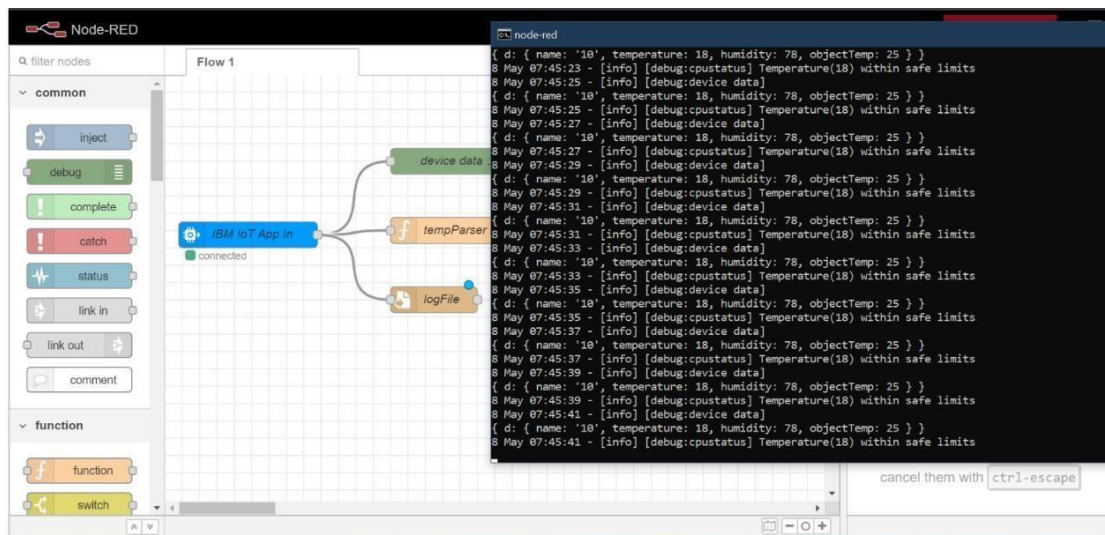 Node-RED
filter nodes
common
inject
debug
complete
catch
status
link in
link out
comment
function
function
switch
Flow 1
IBM IoT App In
connected
device data
tempParser
logFile
node-red
{ d: { name: '10', temperature: 18, humidity: 78, objectTemp: 25 } }
8 May 07:45:23 - [info] [debug:cpustatus] Temperature(18) within safe limits
8 May 07:45:25 - [info] [debug:device data]
{ d: { name: '10', temperature: 18, humidity: 78, objectTemp: 25 } }
8 May 07:45:25 - [info] [debug:cpustatus] Temperature(18) within safe limits
8 May 07:45:27 - [info] [debug:device data]
{ d: { name: '10', temperature: 18, humidity: 78, objectTemp: 25 } }
8 May 07:45:27 - [info] [debug:cpustatus] Temperature(18) within safe limits
8 May 07:45:29 - [info] [debug:device data]
{ d: { name: '10', temperature: 18, humidity: 78, objectTemp: 25 } }
8 May 07:45:29 - [info] [debug:cpustatus] Temperature(18) within safe limits
8 May 07:45:31 - [info] [debug:device data]
{ d: { name: '10', temperature: 18, humidity: 78, objectTemp: 25 } }
8 May 07:45:31 - [info] [debug:cpustatus] Temperature(18) within safe limits
8 May 07:45:33 - [info] [debug:device data]
{ d: { name: '10', temperature: 18, humidity: 78, objectTemp: 25 } }
8 May 07:45:33 - [info] [debug:cpustatus] Temperature(18) within safe limits
8 May 07:45:35 - [info] [debug:device data]
{ d: { name: '10', temperature: 18, humidity: 78, objectTemp: 25 } }
8 May 07:45:35 - [info] [debug:cpustatus] Temperature(18) within safe limits
8 May 07:45:37 - [info] [debug:device data]
{ d: { name: '10', temperature: 18, humidity: 78, objectTemp: 25 } }
8 May 07:45:37 - [info] [debug:cpustatus] Temperature(18) within safe limits
8 May 07:45:39 - [info] [debug:device data]
{ d: { name: '10', temperature: 18, humidity: 78, objectTemp: 25 } }
8 May 07:45:39 - [info] [debug:cpustatus] Temperature(18) within safe limits
8 May 07:45:41 - [info] [debug:device data]
{ d: { name: '10', temperature: 18, humidity: 78, objectTemp: 25 } }
8 May 07:45:41 - [info] [debug:cpustatus] Temperature(18) within safe limits
cancel them with ctrl-escape